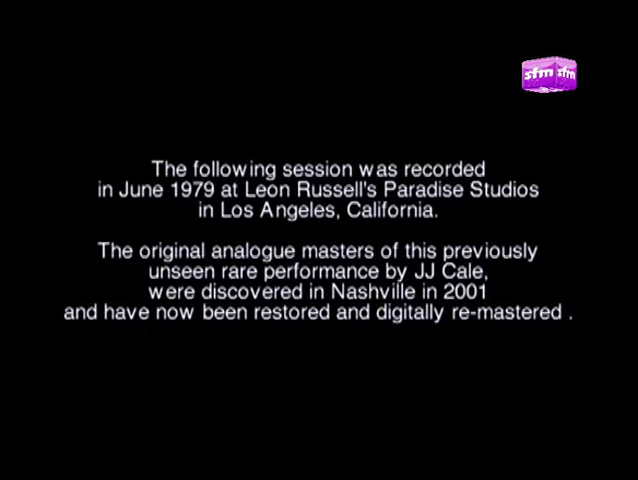 sfm sfm
The following session was recorded
in June 1979 at Leon Russell's Paradise Studios
in Los Angeles, California.
The original analogue masters of this previously
unseen rare performance by JJ Cale,
were discovered in Nashville in 2001
and have now been restored and digitally re-mastered .